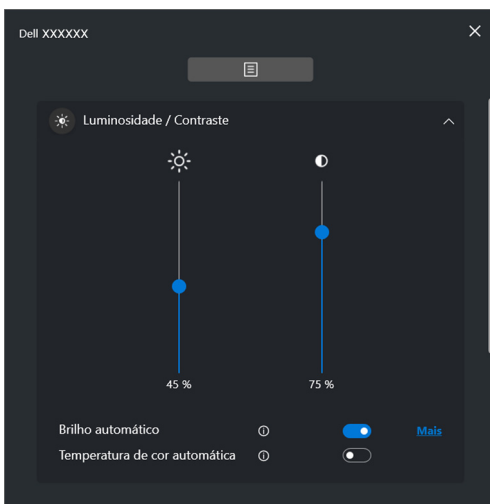 Dell XXXXXX
Luminosidade / Contraste
45 %
75 %
Brilho automático
Mais
Temperatura de cor automática